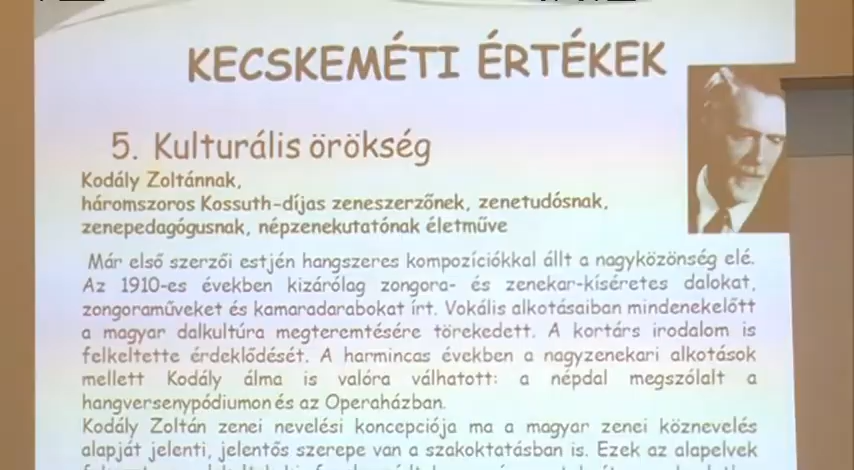 KECSKEMÉTI ÉRTÉKEK
5. Kulturális örökség
Kodály Zoltánnak,
háromszoros Kossuth-díjas zeneszerzőnek, zenetudósnak,
zenepedagógusnak, népzenekutatónak életműve
Már első szerzői estjén hangszeres kompozíciókkal állt a nagyközönség elé.
Az 1910-es években kizárólag zongora- és zenekar-kíséretes dalokat,
zongoraműveket és kamaradarabokat írt. Vokális alkotásaiban mindenekelőtt
a magyar dalkultúra megteremtésére törekedett. A kortárs irodalom is
felkeltette érdeklődését. A harmincas években a nagyzenekari alkotások
mellett Kodály álma is valóra válhatott: a népdal megszólalt a
hangversenypódiumon és az Operaházban.
Kodály Zoltán zenei nevelési koncepciója ma a magyar zenei köznevelés
alapját jelenti, jelentős szerepe van a szakoktatásban is. Ezek az alapelvek